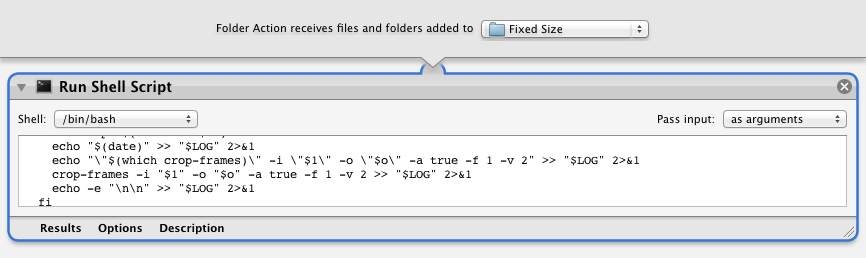 Folder Action receives files and folders added to Fixed Size
Run Shell Script
Shell: /bin/bash Pass input: as arguments
echo "$(date)" >> "$LOG" 2>&1
echo "\"$(which crop-frames)\" -i \"$1\" -o \"$o\" -a true -f 1 -v 2" >> "$LOG" 2>&1
crop-frames -i "$1" -o "$o" -a true -f 1 -v 2 >> "$LOG" 2>&1
echo -e "\n\n" >> "$LOG" 2>&1
fi
Results Options Description